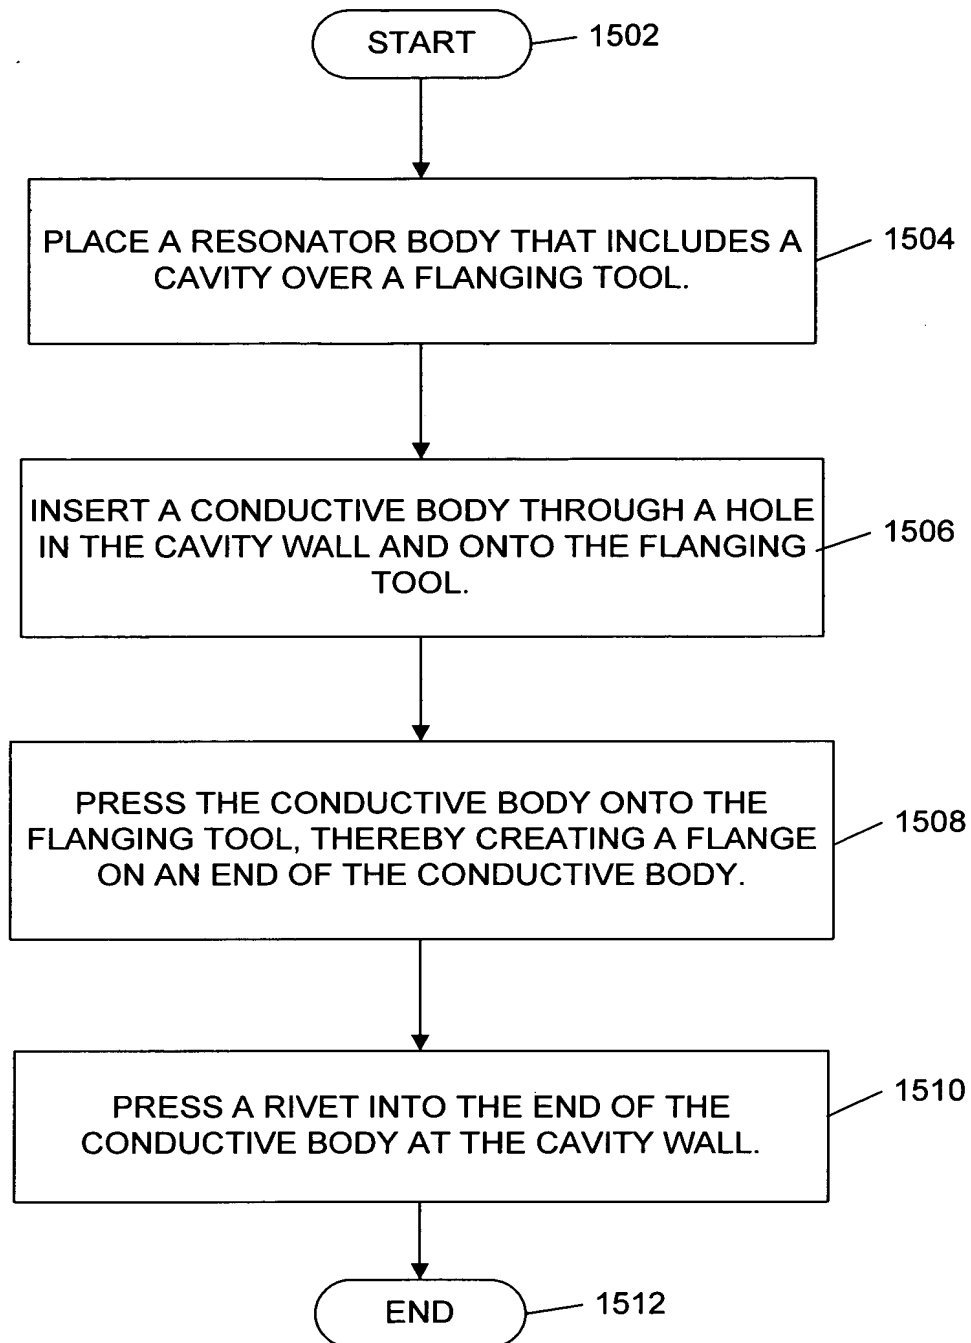 START
1502
PLACE A RESONATOR BODY THAT INCLUDES A
CAVITY OVER A FLANGING TOOL.
1504
INSERT A CONDUCTIVE BODY THROUGH A HOLE
IN THE CAVITY WALL AND ONTO THE FLANGING
TOOL.
1506
PRESS THE CONDUCTIVE BODY ONTO THE
FLANGING TOOL, THEREBY CREATING A FLANGE
ON AN END OF THE CONDUCTIVE BODY.
1508
PRESS A RIVET INTO THE END OF THE
CONDUCTIVE BODY AT THE CAVITY WALL.
1510
END
1512